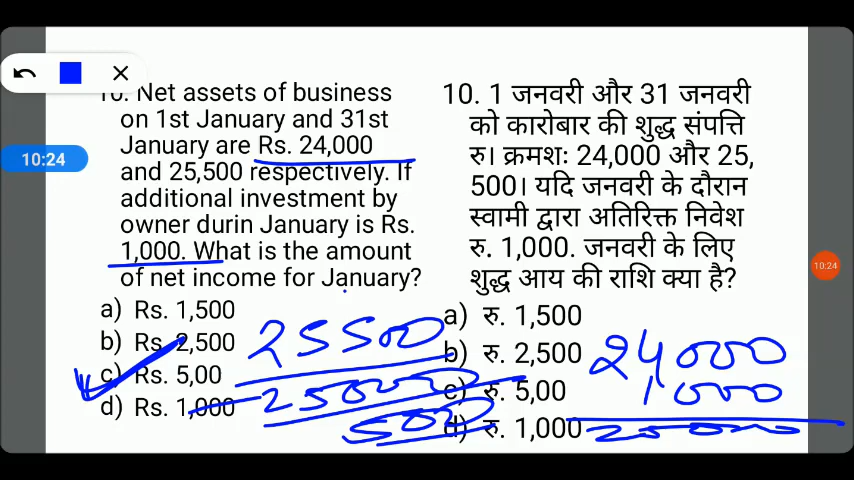 10. Net assets of business
on 1st January and 31st
January are Rs. 24,000
and 25,500 respectively. If
additional investment by
owner durin January is Rs.
1,000. What is the amount
of net income for January?
a) Rs. 1,500
b) Rs. 2,500
c) Rs. 5,00
d) Rs. 1,000
10:24
25500
25000
500
10. 1 जनवरी और 31 जनवरी
को कारोबार की शुद्ध संपत्ति
रु। क्रमशः 24,000 और 25,
500। यदि जनवरी के दौरान
स्वामी द्वारा अतिरिक्त निवेश
रु. 1,000. जनवरी के लिए
शुद्ध आय की राशि क्या है?
a) रु. 1,500
b) रु. 2,500
c) रु. 5,00
d) रु. 1,000
24000
1000
25000
10:24